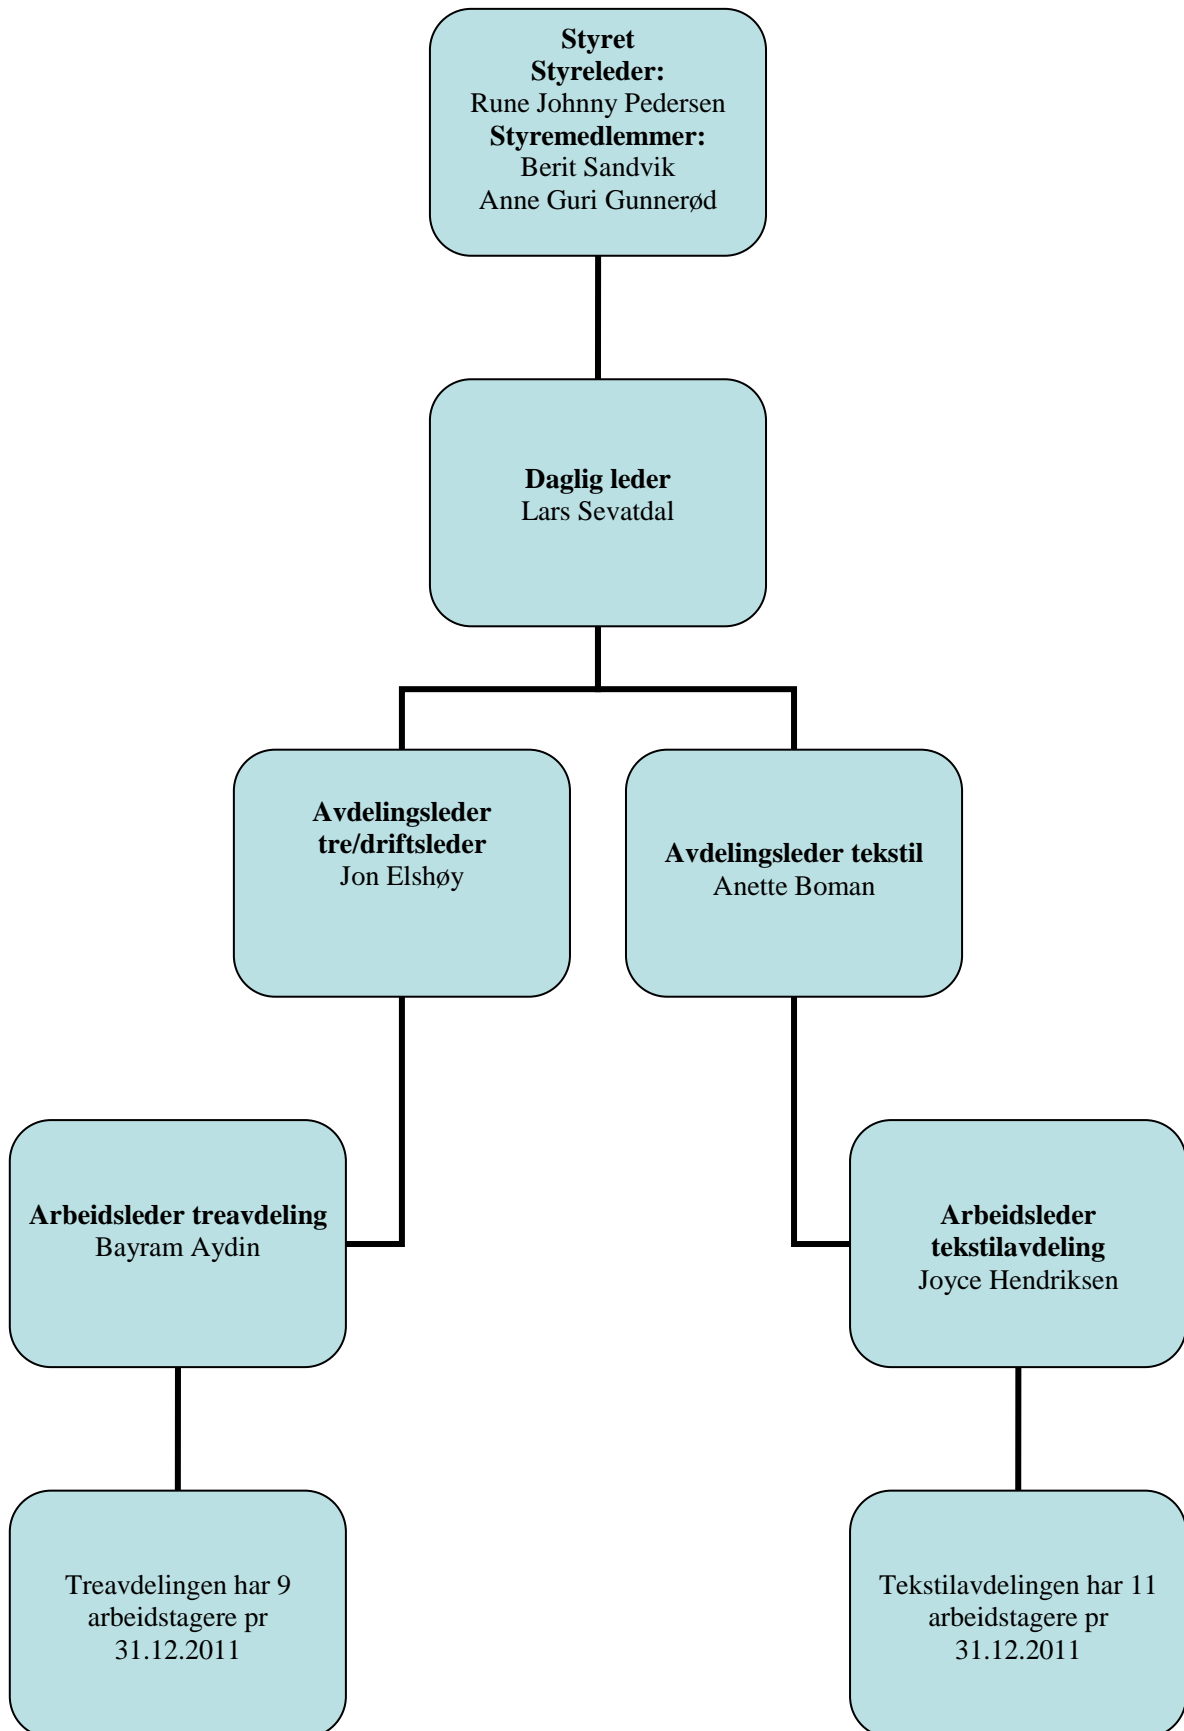 Styret
Styreleder:
Rune Johnny Pedersen
Styremedlemmer:
Berit Sandvik
Anne Guri Gunnerød
Daglig leder
Lars Sevatdal
Avdelingsleder
tre/driftsleder
Jon Elshøy
Avdelingsleder tekstil
Anette Boman
Arbeidsleder treavdeling
Bayram Aydin
Arbeidsleder
tekstilavdeling
Joyce Hendriksen
Treavdelingen har 9
arbeidstagere pr
31.12.2011
Tekstilavdelingen har 11
arbeidstagere pr
31.12.2011